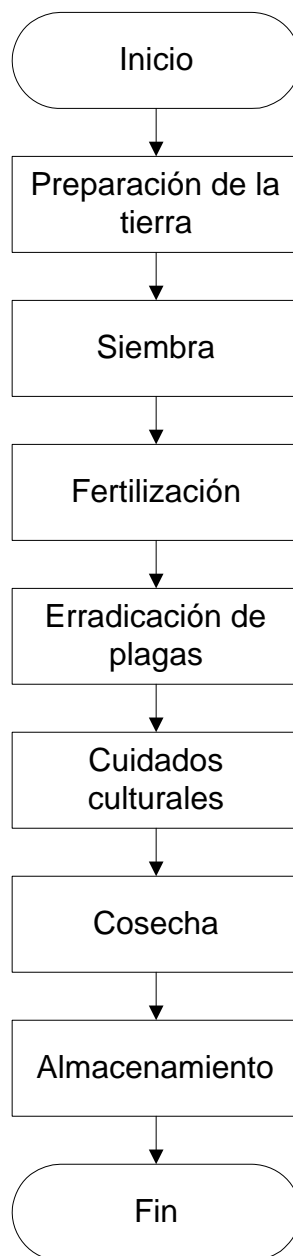 Inicio
Preparación de la
tierra
Siembra
Fertilización
Erradicación de
plagas
Cuidados
culturales
Cosecha
Almacenamiento
Fin